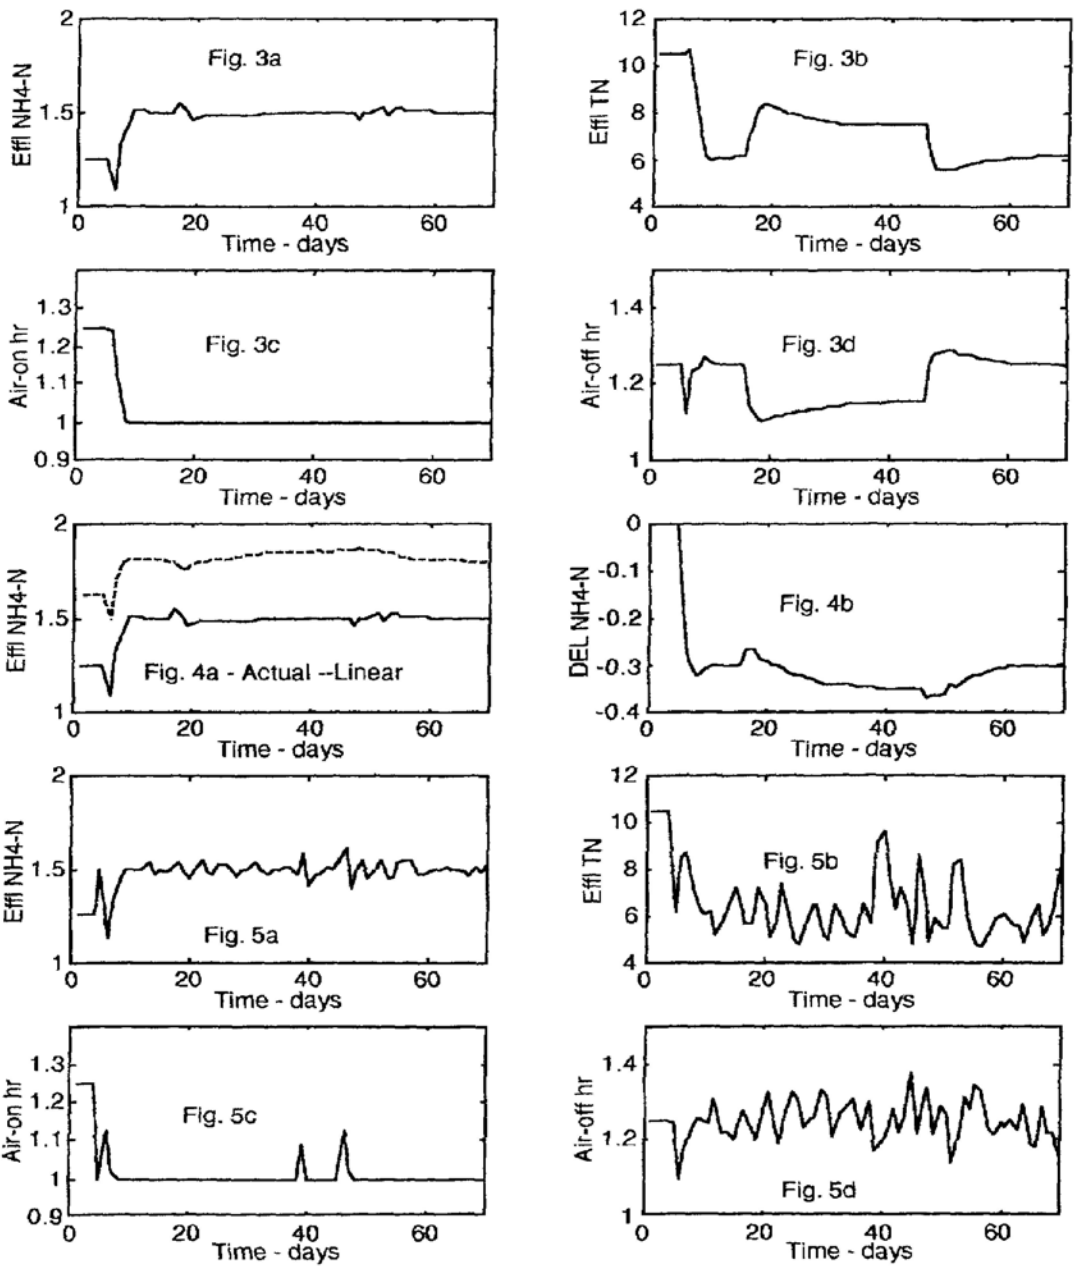 2
Fig. 3a
1.5
Effl NH4-N
1
0
20
40
60
Time - days
12
Fig. 3b
10
Effl TN
8
6
4
0
20
40
60
Time - days
1.3
Fig. 3c
1.2
Air-on hr
1.1
1
0.9
0
20
40
60
Time - days
1.4
Fig. 3d
Air-off hr
1.2
1
0
20
40
60
Time - days
2
Effl NH4-N
1.5
Fig. 4a - Actual --Linear
1
0
20
40
60
Time - days
0
-0.1
Fig. 4b
DEL NH4-N
-0.2
-0.3
-0.4
0
20
40
60
Time - days
2
Effl NH4-N
1.5
Fig. 5a
1
0
20
40
60
Time - days
12
10
Fig. 5b
Effl TN
8
6
4
0
20
40
60
Time - days
1.3
1.2
Fig. 5c
Air-on hr
1.1
1
0.9
0
20
40
60
Time - days
1.4
Air-off hr
1.2
Fig. 5d
1
0
20
40
60
Time - days